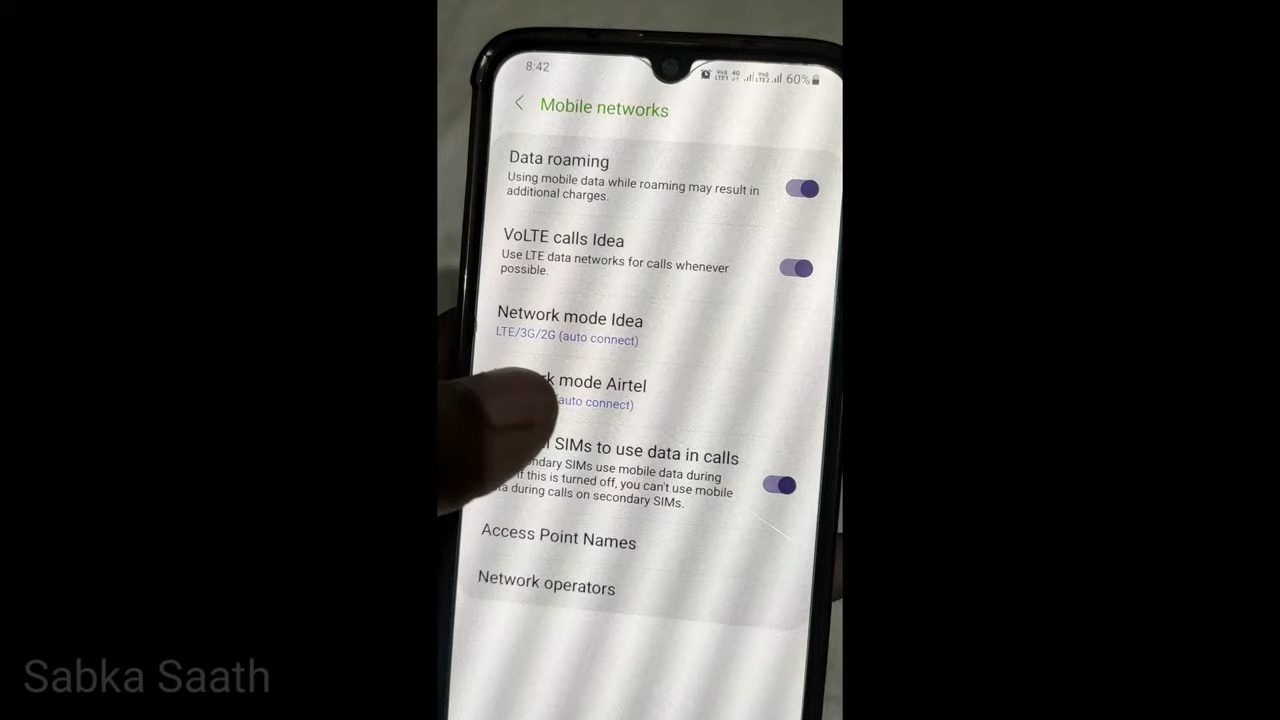 8:42
60%
Mobile networks
Data roaming
Using mobile data while roaming may result in
additional charges.
VoLTE calls Idea
Use LTE data networks for calls whenever
possible.
Network mode Idea
LTE/3G/2G (auto connect)
mode Airtel
auto connect)
SIMs to use data in calls
SIMs use mobile data during
if this is turned off, you can't use mobile
during calls on secondary SIMs.
Access Point Names
Network operators
Sabka Saath